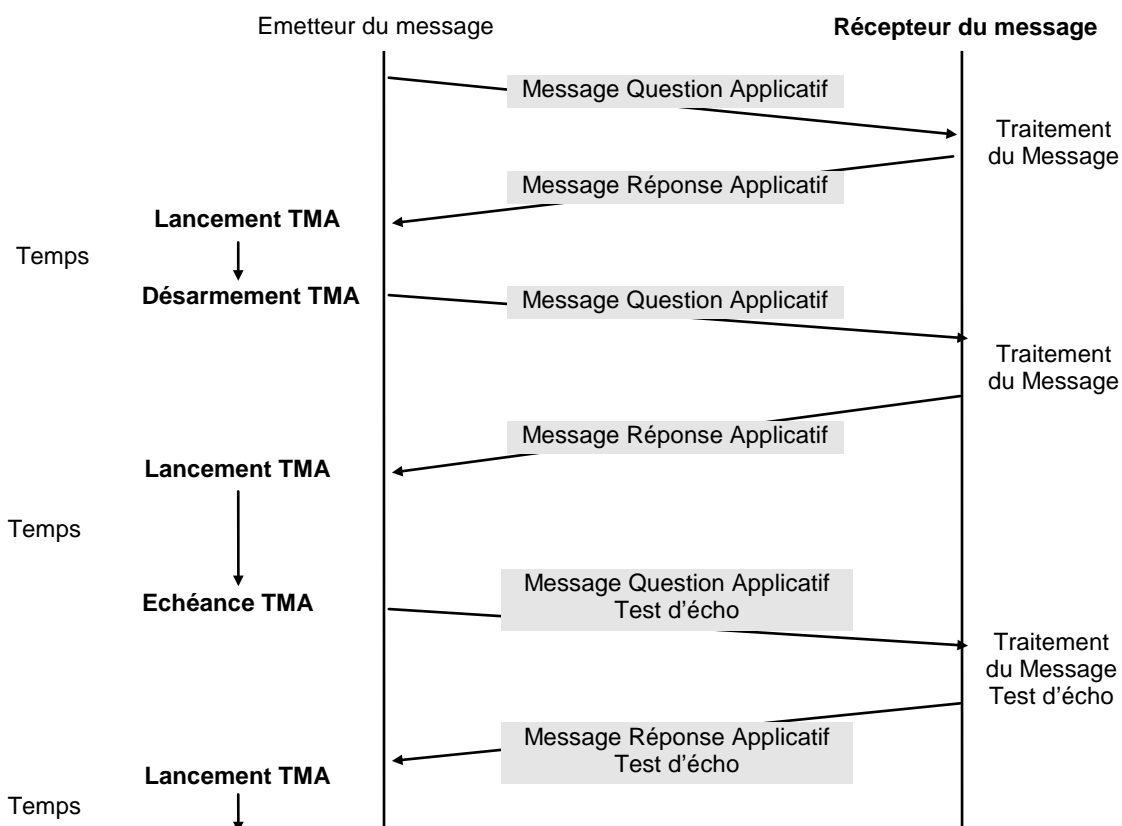 Emetteur du message
Récepteur du message
Message Question Applicatif
Traitement
du Message
Message Réponse Applicatif
Lancement TMA
Temps
Désarmement TMA
Message Question Applicatif
Traitement
du Message
Message Réponse Applicatif
Lancement TMA
Temps
Echéance TMA
Message Question Applicatif
Test d'écho
Traitement
du Message
Test d'écho
Message Réponse Applicatif
Test d'écho
Lancement TMA
Temps